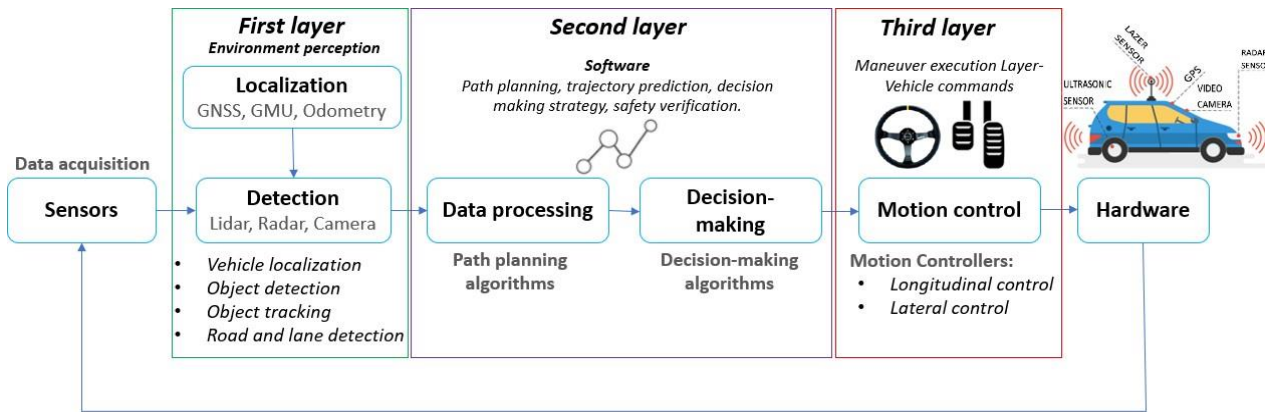 First layer
Environment perception
Localization
GNSS, GMU, Odometry
Data acquisition
Sensors
Detection
Lidar, Radar, Camera
• Vehicle localization
• Object detection
• Object tracking
• Road and lane detection
Second layer
Software
Path planning, trajectory prediction, decision
making strategy, safety verification.
Data processing
Path planning
algorithms
Decision-
making
Decision-making
algorithms
Third layer
Maneuver execution Layer-
Vehicle commands
Motion control
Motion Controllers:
• Longitudinal control
• Lateral control
LAZER
SENSOR
GPS
RADAR
SENSO
ULTRASONIC
SENSOR
VIDEO
CAMERA
Hardware